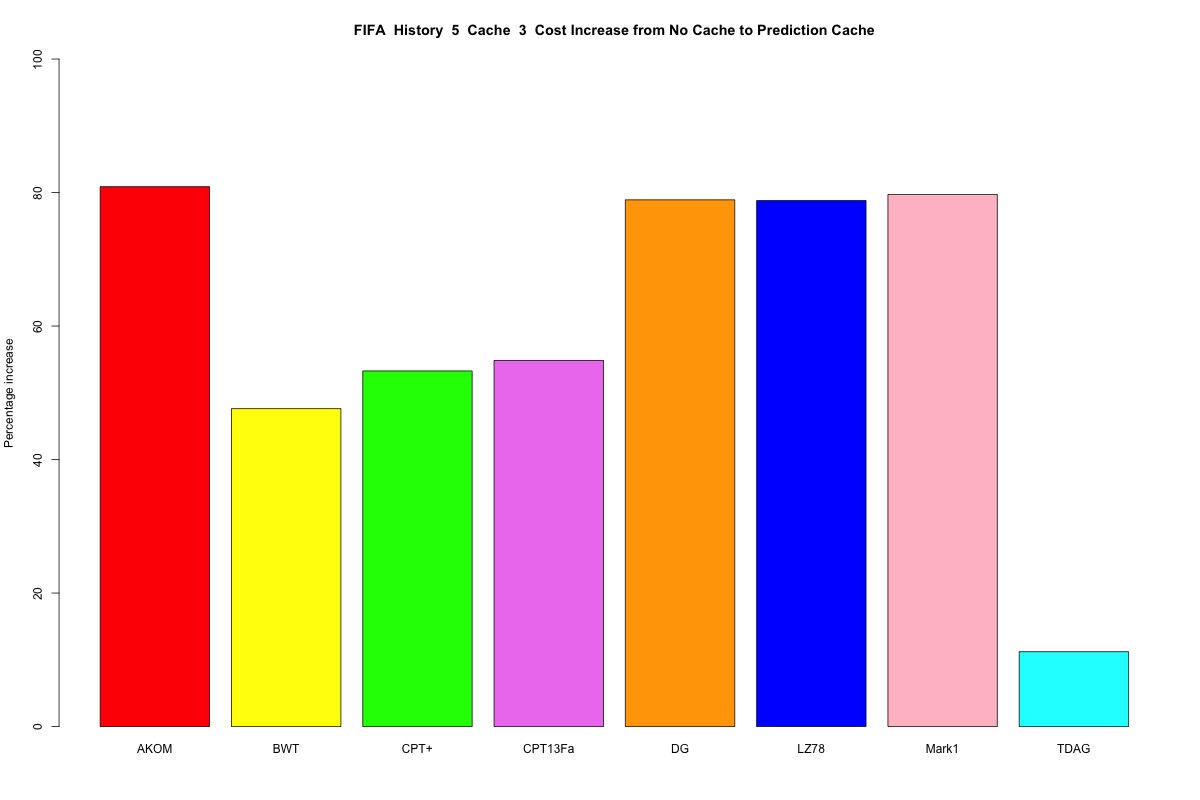 FIFA  History  5  Cache  3  Cost Increase from No Cache to Prediction Cache
Percentage increase
100
80
60
40
20
0
AKOM BWT CPT+ CPT13Fa DG LZ78 Mark1 TDAG